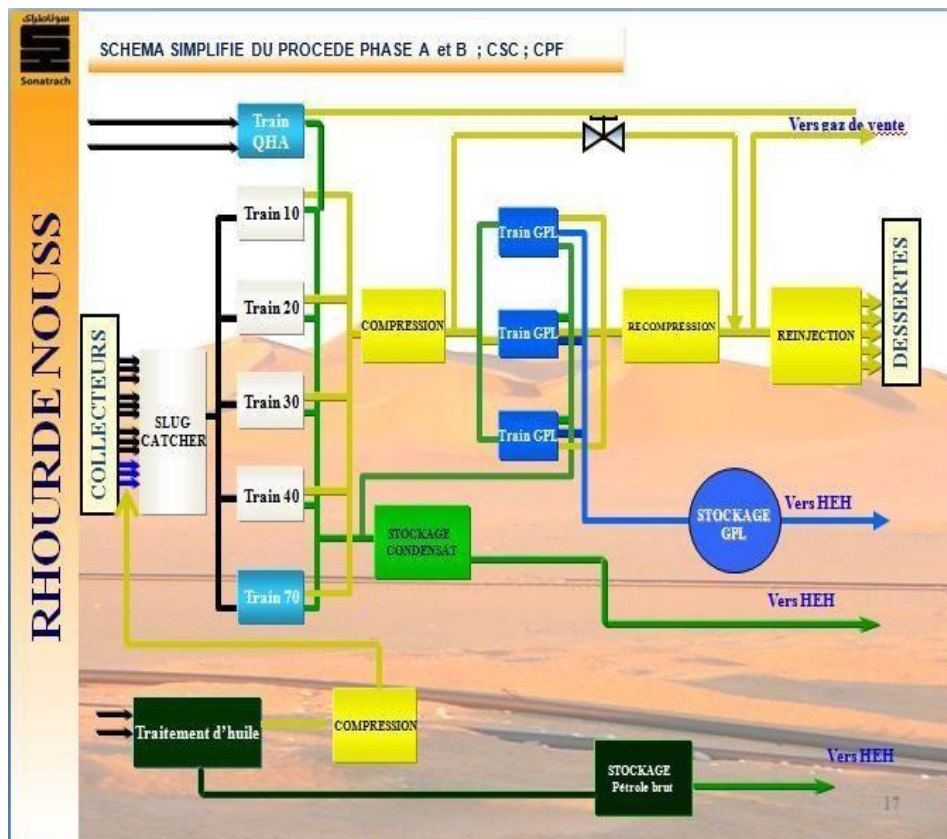 سوناطراك
Sonatrach
SCHEMA SIMPLIFIE DU PROCEDE PHASE A et B ; CSC ; CPF
RHOURDE NOUSS
Train
QHA
Vers gaz de vente
Train 10
Train GPL
DESSERTES
Train 20
COMPRESSION
Train GPL
RECOMPRESSION
REINJECTION
COLLECTEURS
SLUG
CATCHER
Train 30
Train GPL
Train 40
STOCKAGE
CONDENSAT
STOCKAGE
GPL
Vers HEH
Train 70
Vers HEH
Traitement d'huile
COMPRESSION
STOCKAGE
Pétrole brut
Vers HEH
17